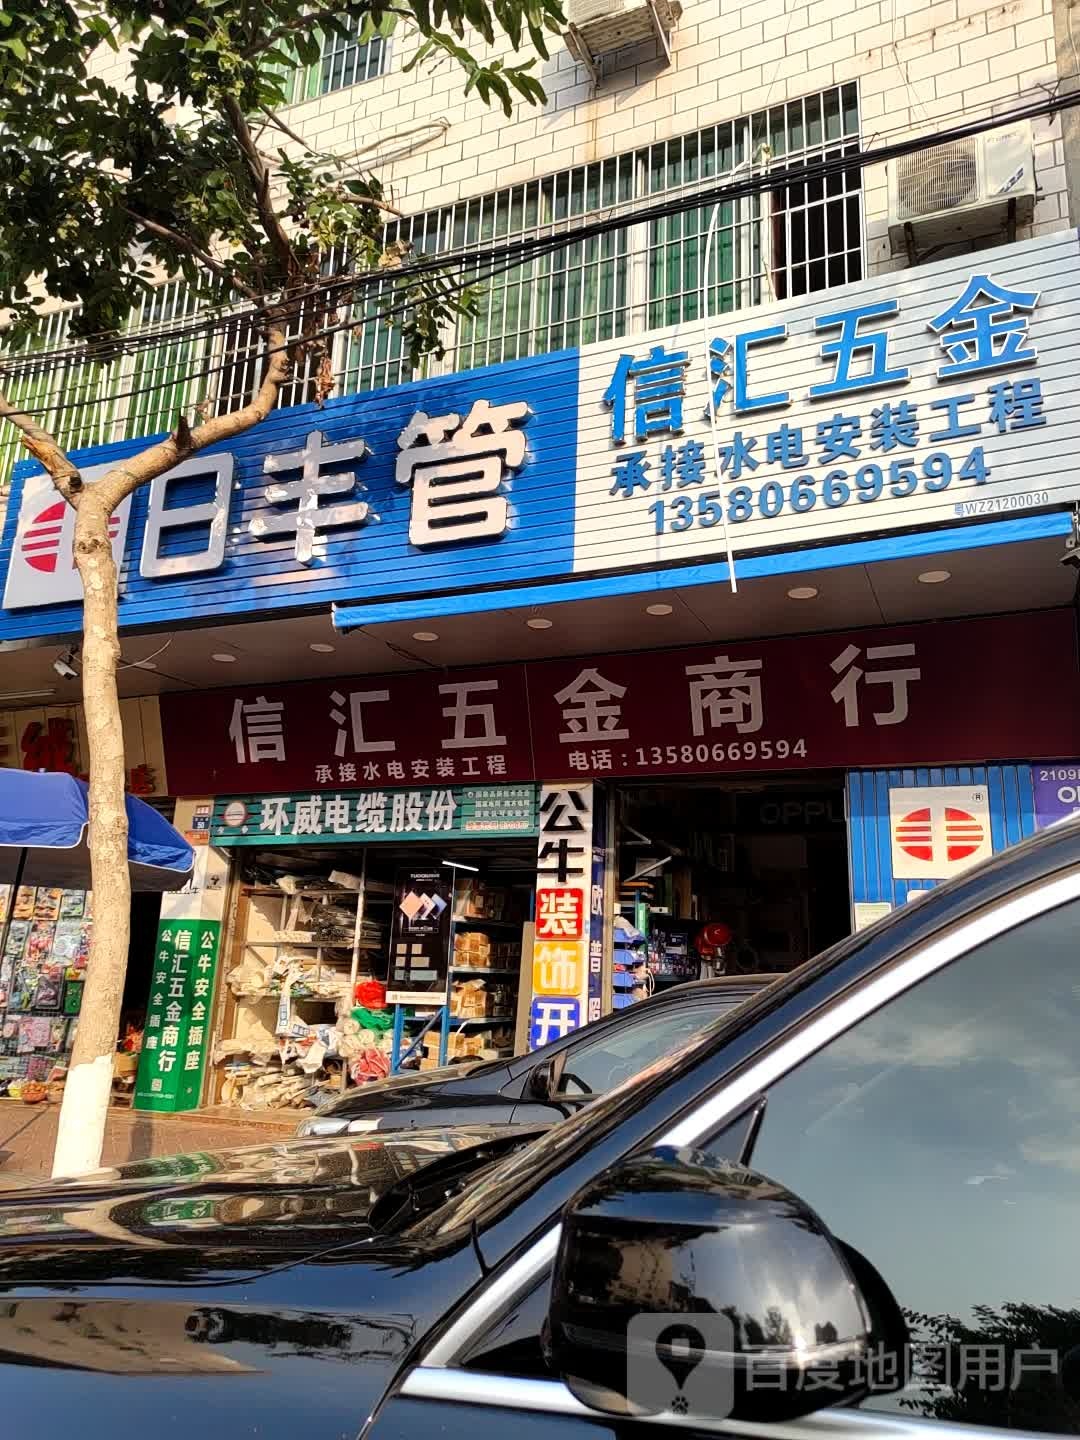 日丰管
信汇五金
承接水电安装工程
13580669594
粤WZ21200030
信汇五金商行
承接水电安装工程
电话：13580669594
环威电缆股份
公牛
装
饰
开
OPPLE
2109
公牛安全插座
信汇五金商行
公牛安全插座
百度地图用户